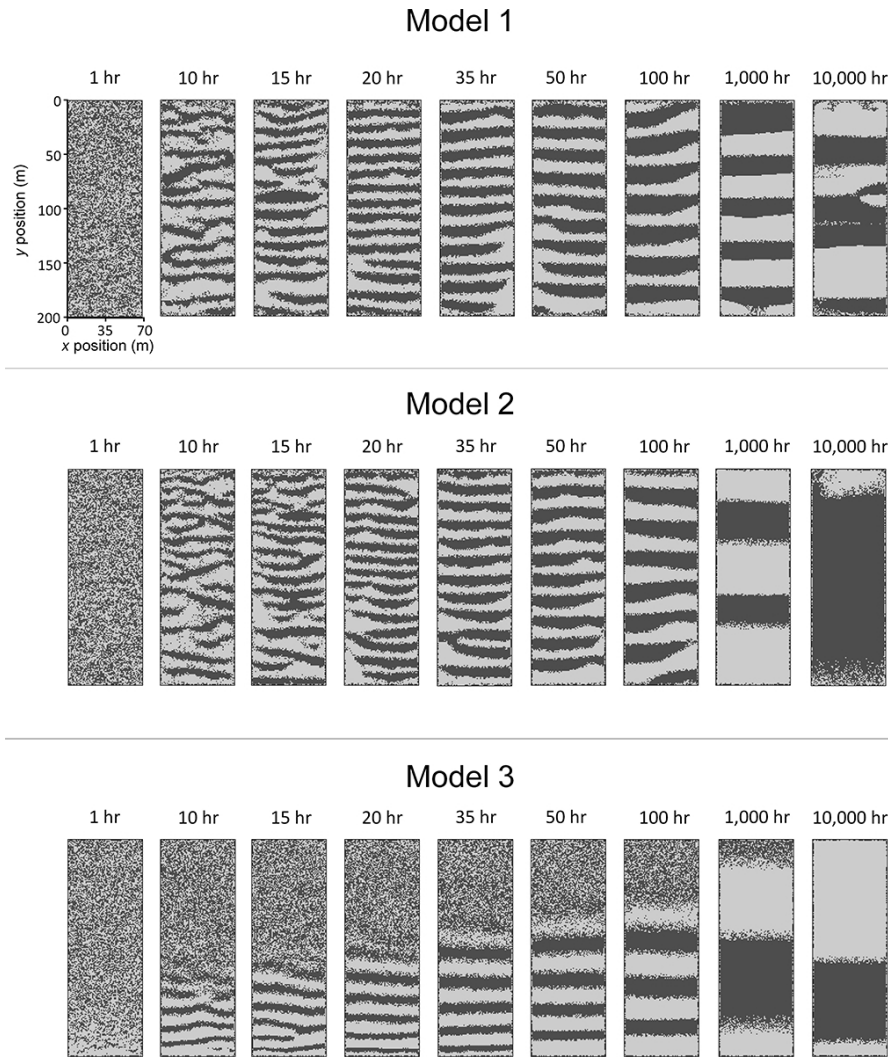 Model 1
1 hr 10 hr 15 hr 20 hr 35 hr 50 hr 100 hr 1,000 hr 10,000 hr
0
50
100
150
200
y position (m)
0 35 70
x position (m)
Model 2
1 hr 10 hr 15 hr 20 hr 35 hr 50 hr 100 hr 1,000 hr 10,000 hr
Model 3
1 hr 10 hr 15 hr 20 hr 35 hr 50 hr 100 hr 1,000 hr 10,000 hr